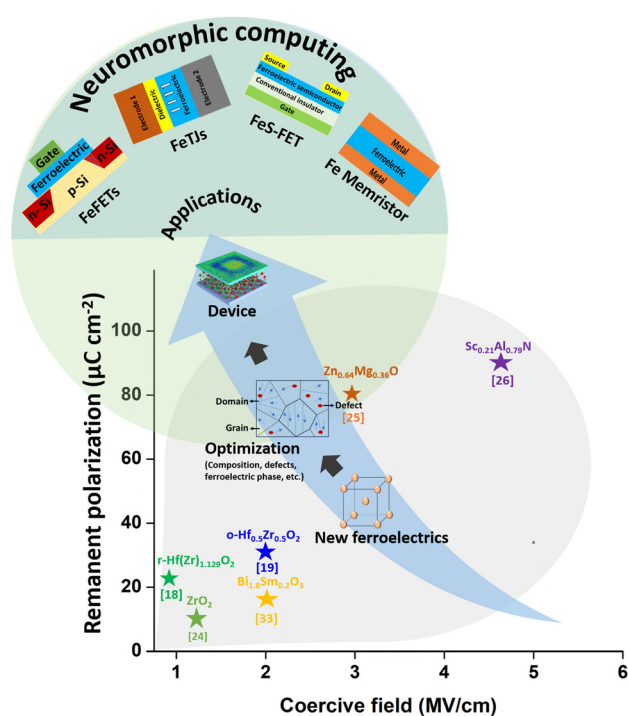 Neuromorphic computing
Electrode 1
Dielectric
Ferroelectric
Electrode 2
FeTJs
Source
Drain
Ferroelectric semiconductor
Conventional insulator
Gate
FeS-FET
Gate
Ferroelectric
n-Si
p-Si
n- Si
FeFETs
Metal
Ferroelectric
Metal
Fe Memristor
Applications
Device
Remanent polarization (µC cm-2)
100
80
60
40
20
0
Sc0.21Al0.79N
[26]
Zn0.64Mg0.36O
[25]
Domain
Defect
Grain
Optimization
(Composition, defects,
ferroelectric phase, etc.)
New ferroelectrics
o-Hf0.5Zr0.5O2
[19]
r-Hf(Zr)1.129O2
[18]
Bi1.8Sm0.2O3
[33]
ZrO2
[24]
1 2 3 4 5 6
Coercive field (MV/cm)